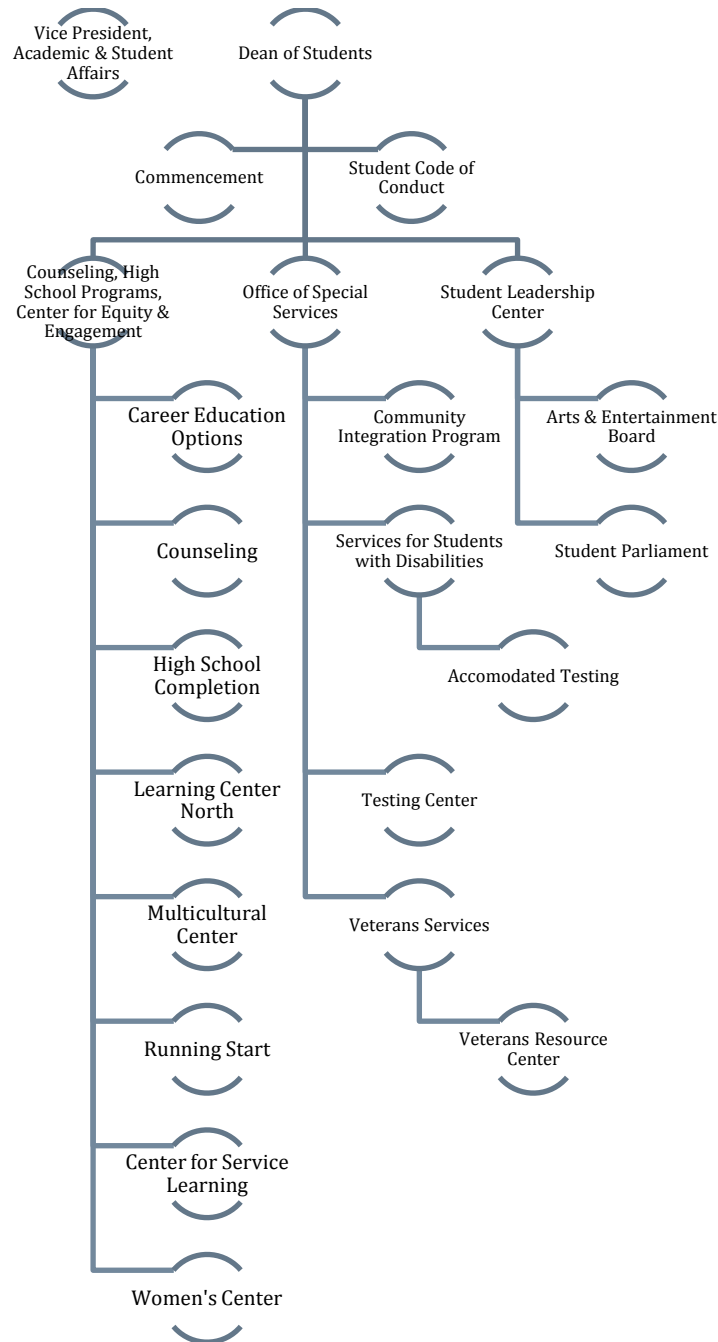 Vice President,
Academic & Student
Affairs
Dean of Students
Commencement
Student Code of
Conduct
Counseling, High
School Programs,
Center for Equity &
Engagement
Office of Special
Services
Student Leadership
Center
Career Education
Options
Community
Integration Program
Arts & Entertainment
Board
Counseling
Services for Students
with Disabilities
Student Parliament
High School
Completion
Accomodated Testing
Learning Center
North
Testing Center
Multicultural
Center
Veterans Services
Running Start
Veterans Resource
Center
Center for Service
Learning
Women's Center